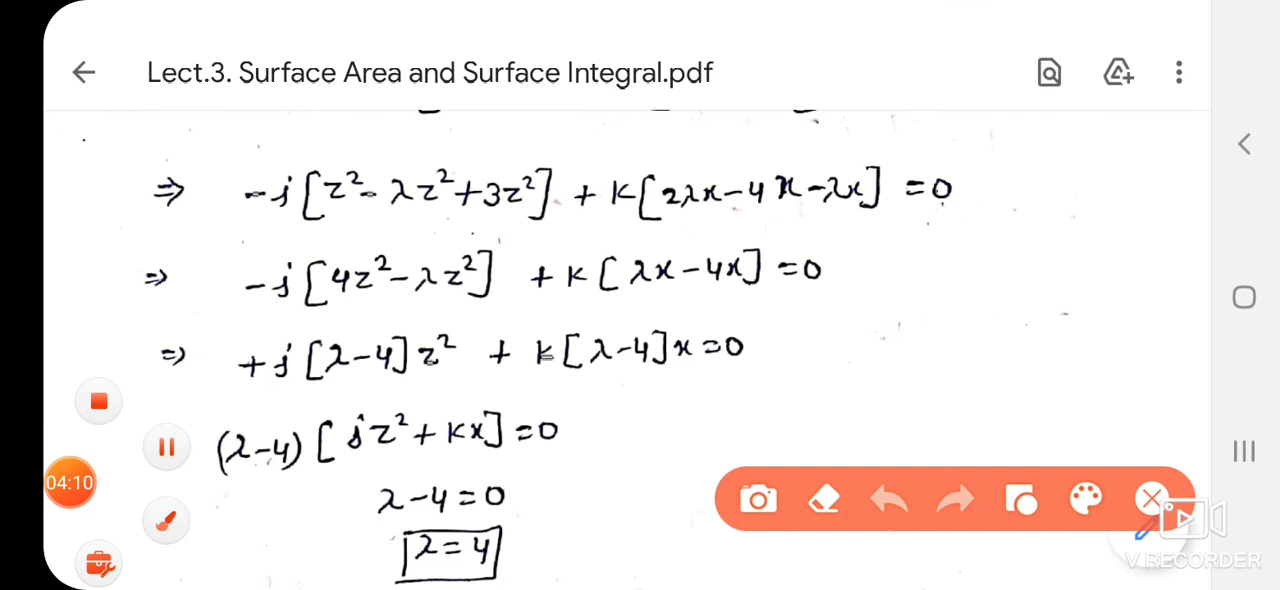 Lect.3. Surface Area and Surface Integral.pdf
⇒ -j[z²-λz²+3z²] + k[2λx-4x-λx] = 0
⇒ -j[4z²-λz²] + k[λx-4x] = 0
⇒ +j[λ-4]z² + k[λ-4]x = 0
(λ-4)[jz²+kx] = 0
λ-4 = 0
λ = 4
04:10
V RECORDER